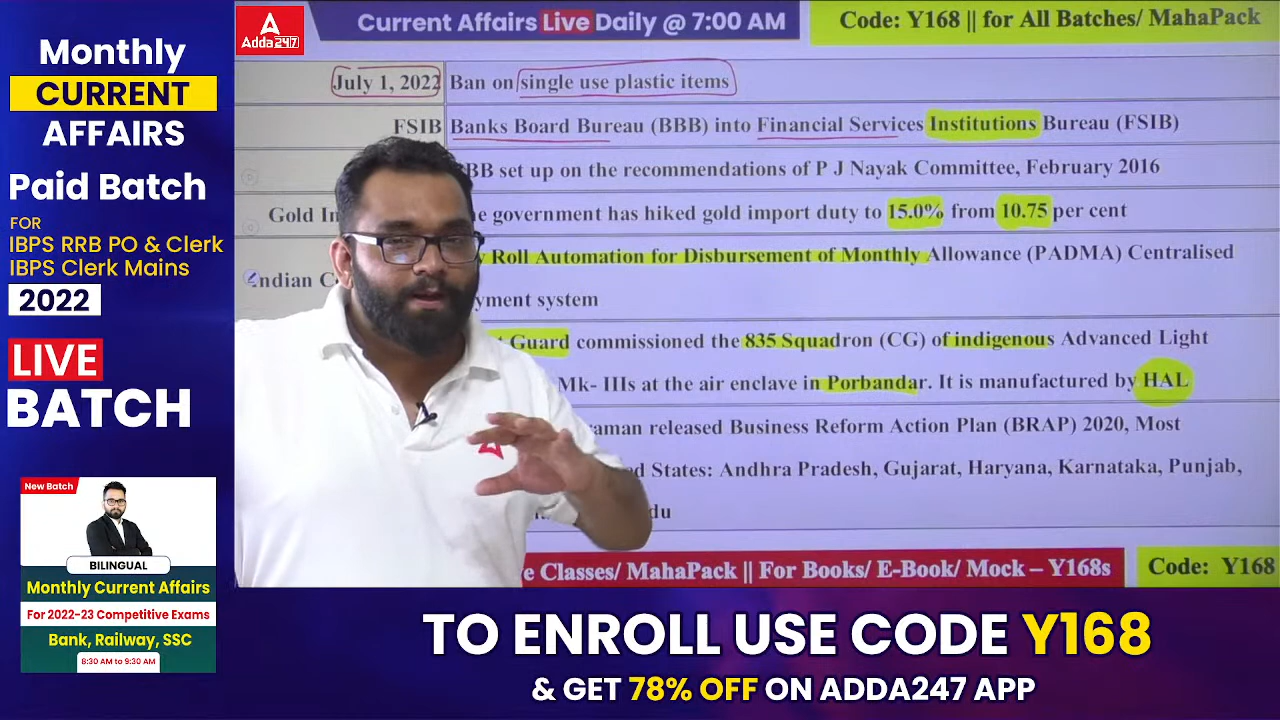 Monthly
CURRENT
AFFAIRS
Paid Batch
FOR
IBPS RRB PO & Clerk
IBPS Clerk Mains
2022
LIVE
BATCH
New Batch
BILINGUAL
Monthly Current Affairs
For 2022-23 Competitive Exams
Bank, Railway, SSC
8:30 AM to 9:30 AM
Adda247
Current Affairs Live Daily @ 7:00 AM
Code: Y168 || for All Batches/ MahaPack
July 1, 2022 Ban on single use plastic items
FSIB Banks Board Bureau (BBB) into Financial Services Institutions Bureau (FSIB)
BB set up on the recommendations of P J Nayak Committee, February 2016
Gold In e government has hiked gold import duty to 15.0% from 10.75 per cent
Roll Automation for Disbursement of Monthly Allowance (PADMA) Centralised
ndian C yment system
Guard commissioned the 835 Squadron (CG) of indigenous Advanced Light
Mk- IIIs at the air enclave in Porbandar. It is manufactured by HAL
raman released Business Reform Action Plan (BRAP) 2020, Most
d States: Andhra Pradesh, Gujarat, Haryana, Karnataka, Punjab,
du
e Classes/ MahaPack || For Books/ E-Book/ Mock – Y168s
Code: Y168
TO ENROLL USE CODE Y168
& GET 78% OFF ON ADDA247 APP